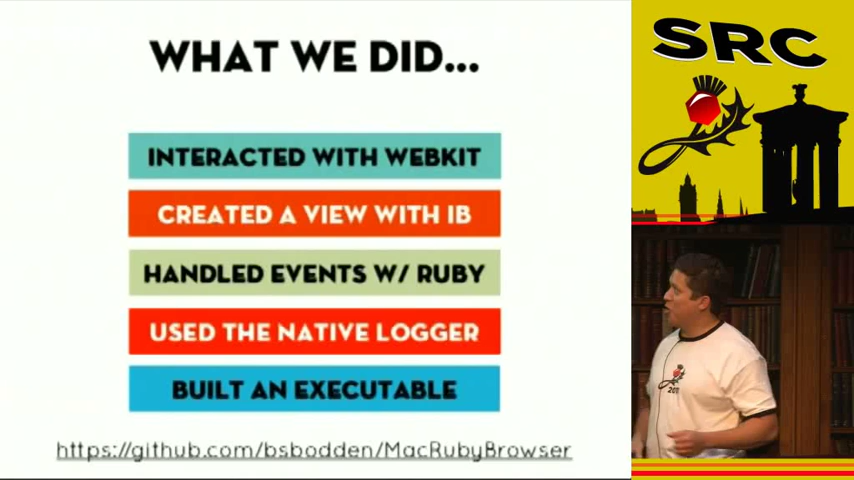 WHAT WE DID...
INTERACTED WITH WEBKIT
CREATED A VIEW WITH IB
HANDLED EVENTS W/ RUBY
USED THE NATIVE LOGGER
BUILT AN EXECUTABLE
https://github.com/bsbodden/MacRubyBrowser
SRC